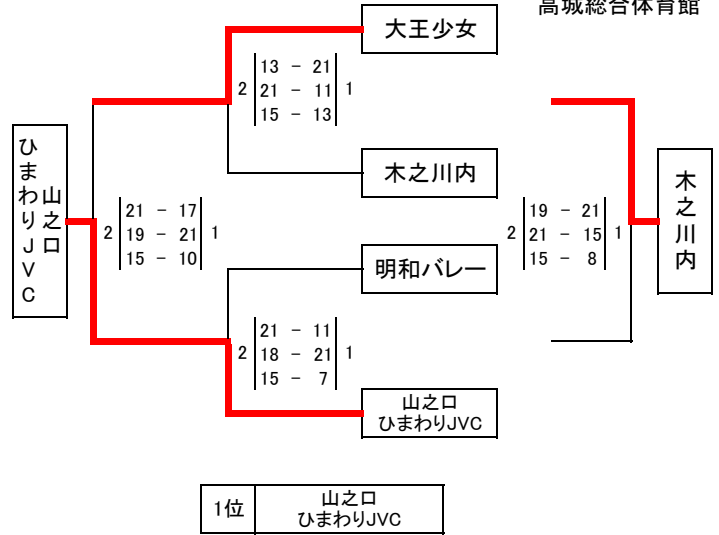 高城総合体育館
大王少女
13 - 21
2 21 - 11 1
15 - 13
木之川内
山之口
ひまわりJVC
21 - 17
2 19 - 21 1
15 - 10
19 - 21
2 21 - 15 1
15 - 8
木之川内
明和バレー
21 - 11
2 18 - 21 1
15 - 7
山之口
ひまわりJVC
1位
山之口
ひまわりJVC